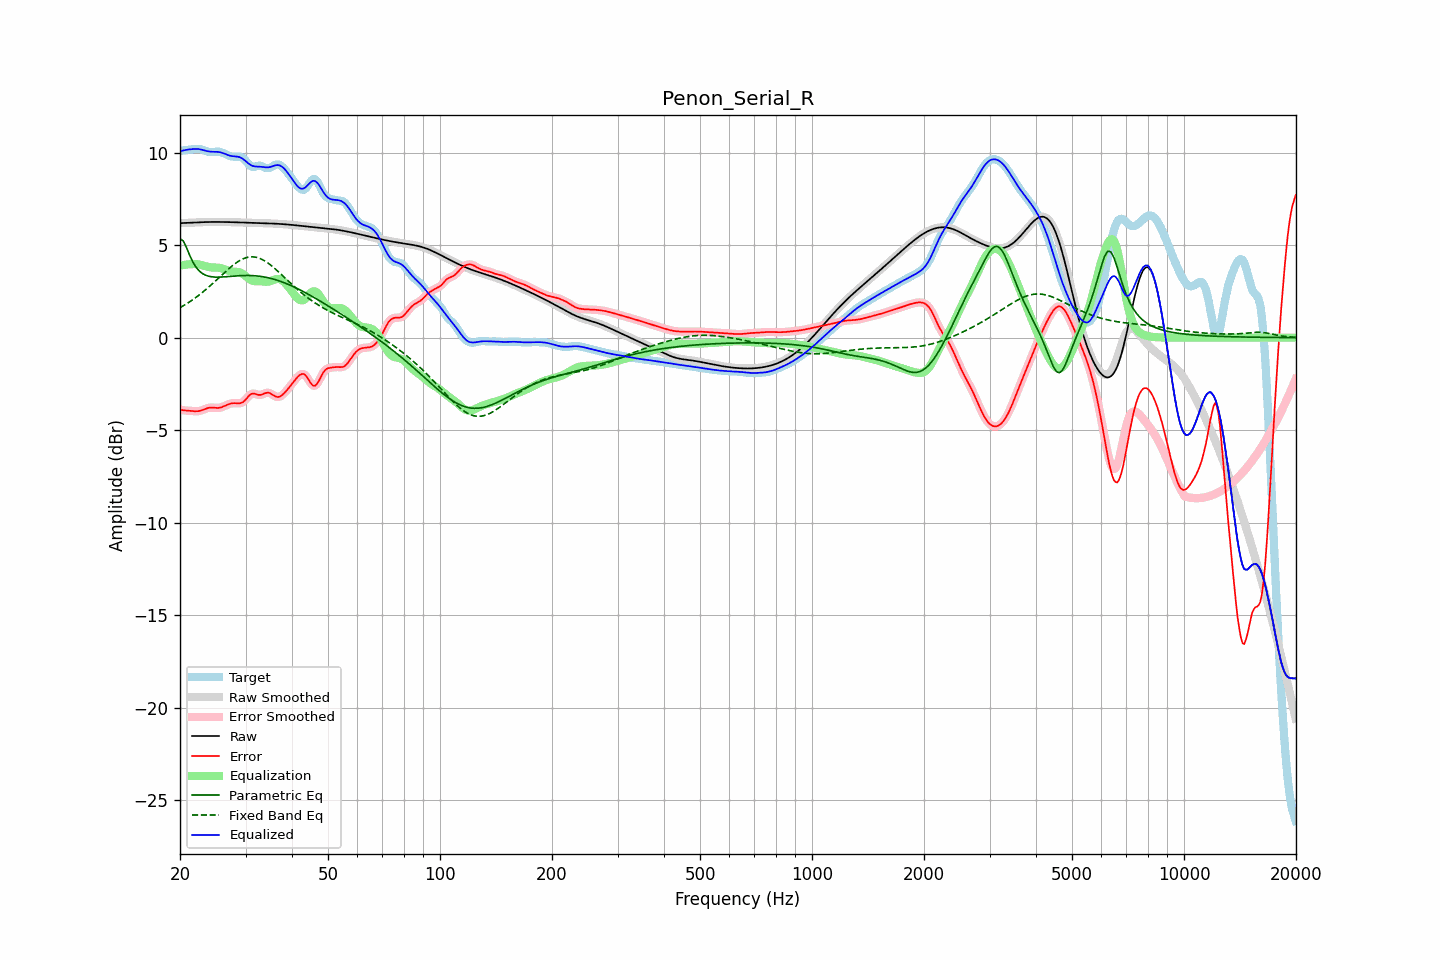 Penon_Serial_R
Amplitude (dBr)
10
5
0
−5
−10
−15
−20
−25
Target
Raw Smoothed
Error Smoothed
Raw
Error
Equalization
Parametric Eq
Fixed Band Eq
Equalized
20 50 100 200 500 1000 2000 5000 10000 20000
Frequency (Hz)